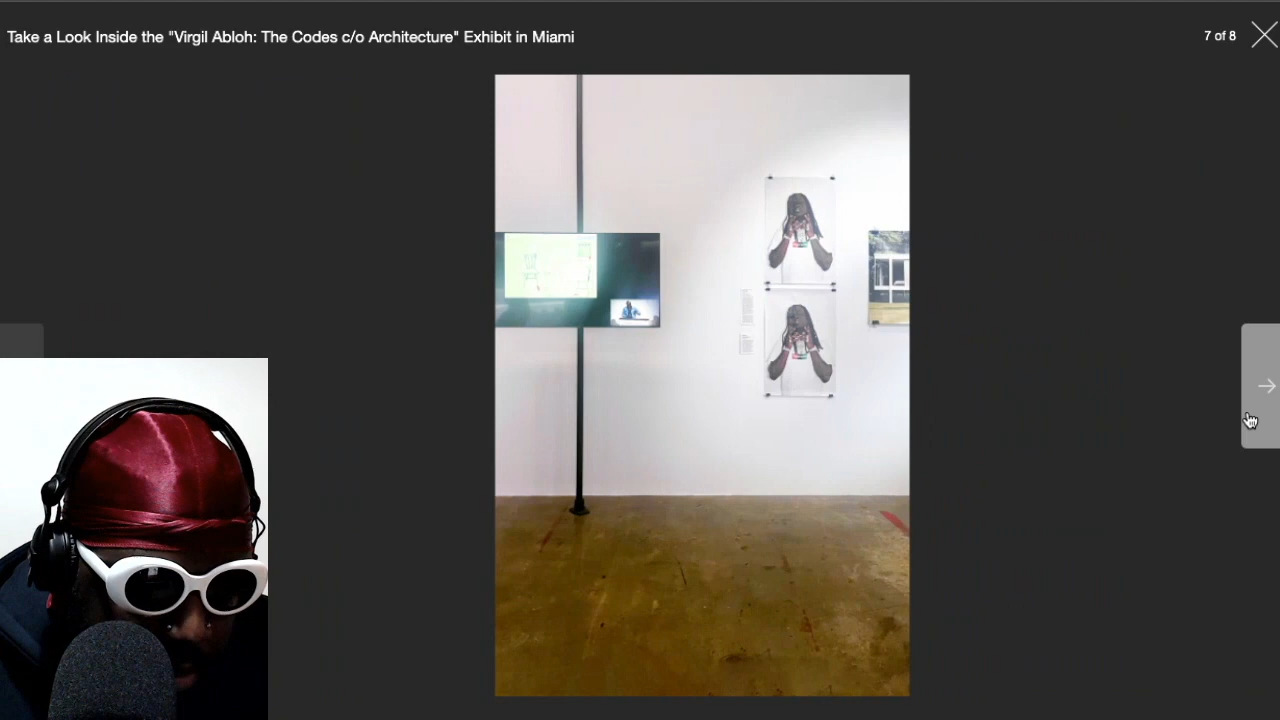 Take a Look Inside the "Virgil Abloh: The Codes c/o Architecture" Exhibit in Miami
7 of 8